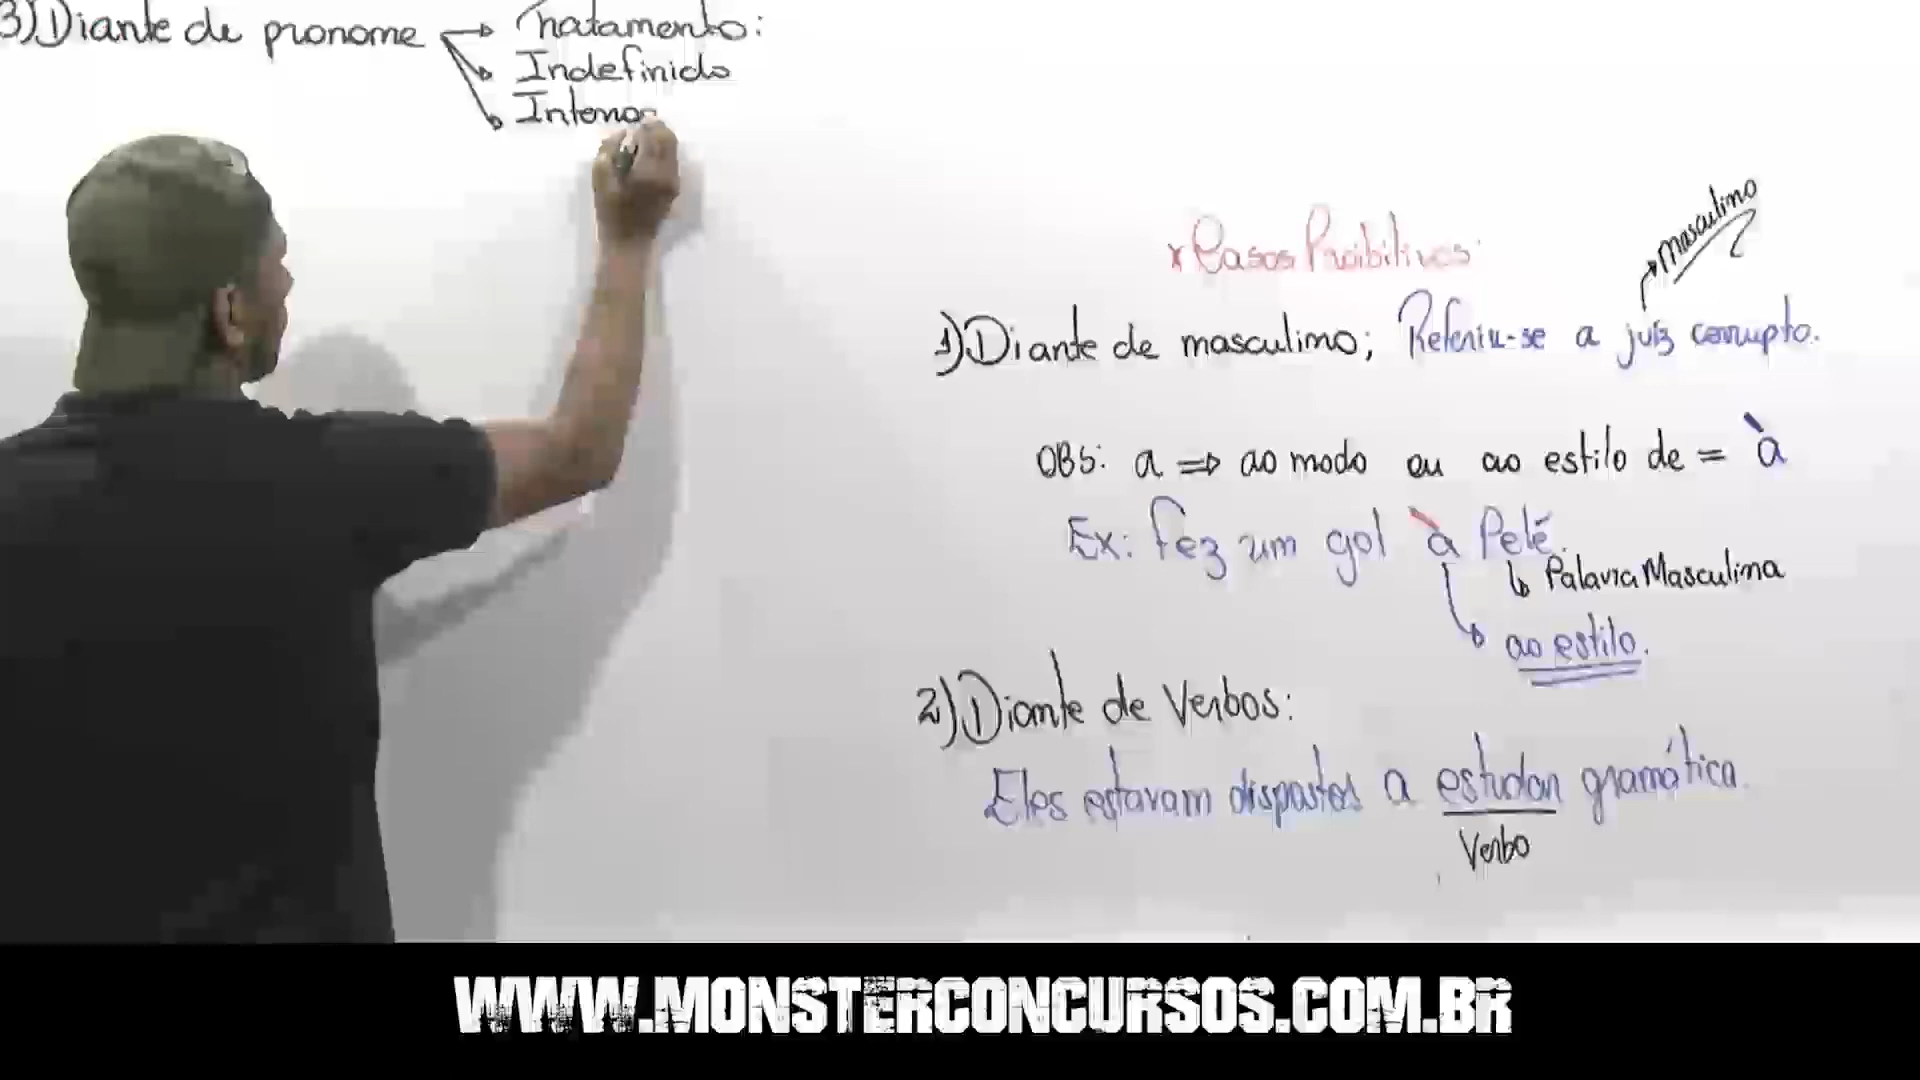 3) Diante de pronome → Tratamento:
→ Indefinido
→ Interro
x Casos Proibitivos:
→ masculino
1) Diante de masculino; Referiu-se a juíz corrupto.
OBS: a ⇒ ao modo ou ao estilo de = à
Ex: Fez um gol à Pelé.
↳ Palavra Masculina
↳ ao estilo.
2) Diante de Verbos:
Eles estavam dispostos a estudar gramática.
Verbo
WWW.MONSTERCONCURSOS.COM.BR